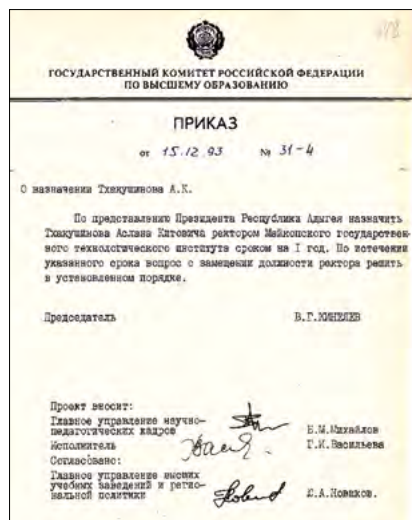 ГОСУДАРСТВЕННЫЙ КОМИТЕТ РОССИЙСКОЙ ФЕДЕРАЦИИ
ПО ВЫСШЕМУ ОБРАЗОВАНИЮ
ПРИКАЗ
от 15.12.93 № 31-4
О назначении Тхакушинова А.К.
По представлению Президента Республики Адыгея назначить
Тхакушинова Аслана Китовича ректором Майкопского государствен-
ного технологического института сроком на I год. По истечении
указанного срока вопрос о замещении должности ректора решить
в установленном порядке.
Председатель В.Г.КИНЕЛЕВ
Проект вносит:
Главное управление научно-
педагогических кадров Е.М.Михайлов
Исполнитель Г.К.Васильева
Согласовано:
Главное управление высших
учебных заведений и регио-
нальной политики Д.А.Новиков.